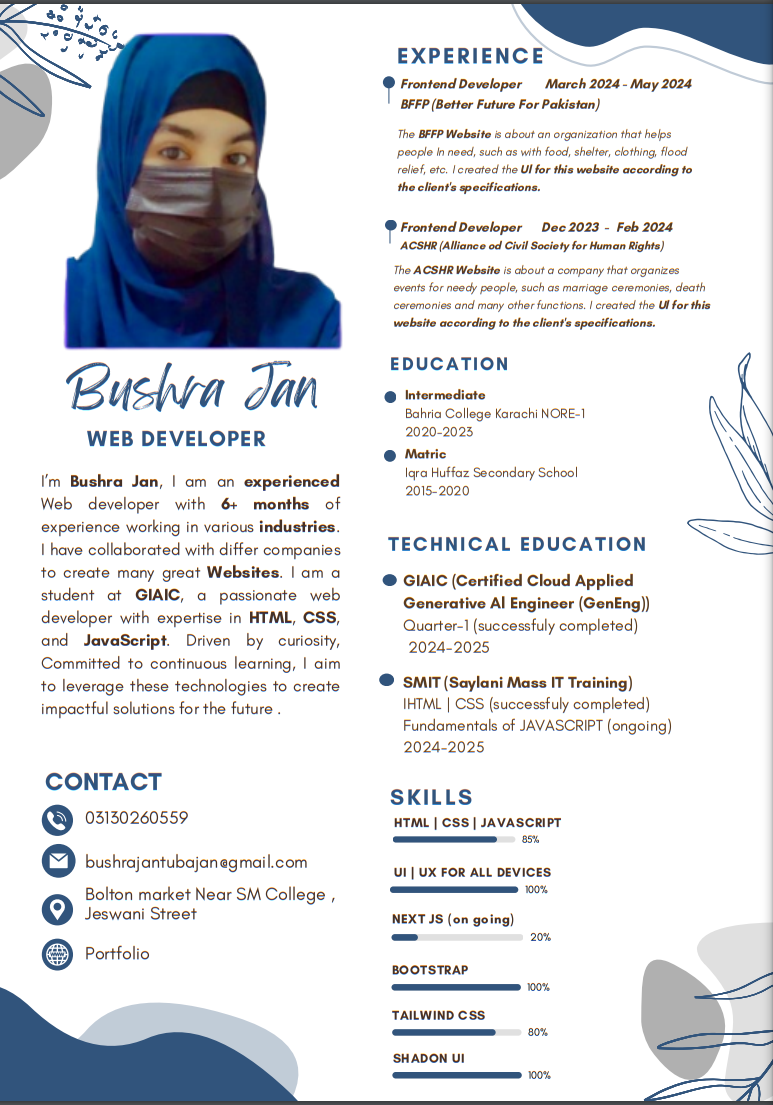 Bushra Jan
WEB DEVELOPER
I'm Bushra Jan, I am an experienced
Web developer with 6+ months of
experience working in various industries.
I have collaborated with differ companies
to create many great Websites. I am a
student at GIAIC, a passionate web
developer with expertise in HTML, CSS,
and JavaScript. Driven by curiosity,
Committed to continuous learning, I aim
to leverage these technologies to create
impactful solutions for the future .
CONTACT
03130260559
bushrajantubajan@gmail.com
Bolton market Near SM College ,
Jeswani Street
Portfolio
EXPERIENCE
Frontend Developer March 2024 - May 2024
BFFP (Better Future For Pakistan)
The BFFP Website is about an organization that helps
people In need, such as with food, shelter, clothing, flood
relief, etc. I created the UI for this website according to
the client's specifications.
Frontend Developer Dec 2023 - Feb 2024
ACSHR (Alliance od Civil Society for Human Rights)
The ACSHR Website is about a company that organizes
events for needy people, such as marriage ceremonies, death
ceremonies and many other functions. I created the UI for this
website according to the client's specifications.
EDUCATION
Intermediate
Bahria College Karachi NORE-1
2020-2023
Matric
Iqra Huffaz Secondary School
2015-2020
TECHNICAL EDUCATION
GIAIC (Certified Cloud Applied
Generative AI Engineer (GenEng))
Quarter-1 (successfuly completed)
2024-2025
SMIT (Saylani Mass IT Training)
IHTML | CSS (successfuly completed)
Fundamentals of JAVASCRIPT (ongoing)
2024-2025
SKILLS
HTML | CSS | JAVASCRIPT
85%
UI | UX FOR ALL DEVICES
100%
NEXT JS (on going)
20%
BOOTSTRAP
100%
TAILWIND CSS
80%
SHADON UI
100%